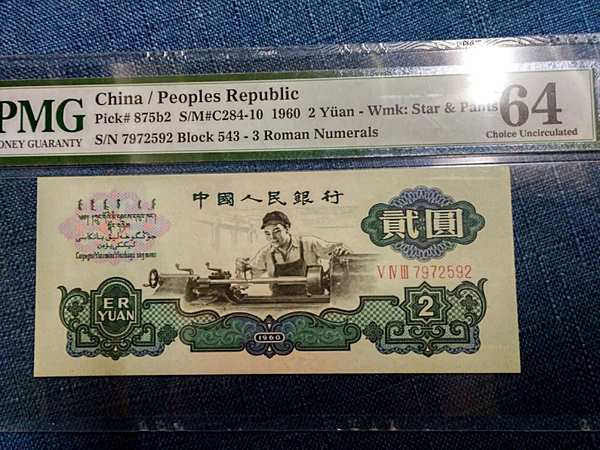 PMG
MONEY GUARANTY
China / Peoples Republic
Pick# 875b2 S/M#C284-10 1960 2 Yüan - Wmk: Star & Pants
S/N 7972592 Block 543 - 3 Roman Numerals
64
Choice Uncirculated
中國人民銀行
貳圓
V IV III 7972592
ER
YUAN
1960
2